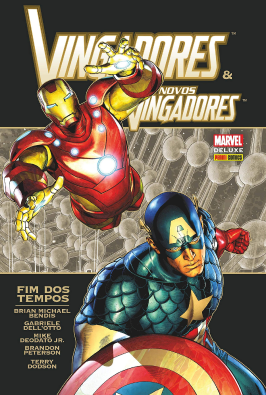 VINGADORES
&
NOVOS
VINGADORES
MARVEL
DELUXE
PANINI COMICS
FIM DOS
TEMPOS
BRIAN MICHAEL
BENDIS
GABRIELE
DELL'OTTO
MIKE
DEODATO JR.
BRANDON
PETERSON
TERRY
DODSON